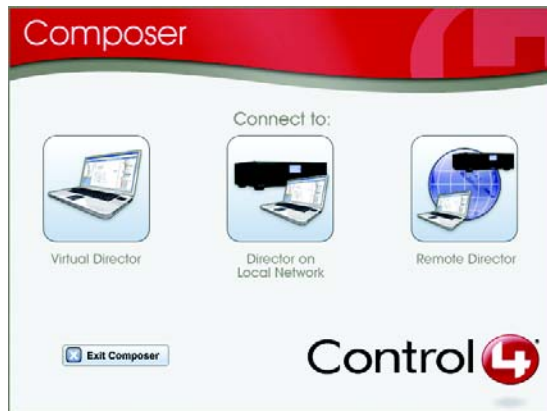 Composer
Connect to:
Virtual Director
Director on
Local Network
Remote Director
Exit Composer
Control4